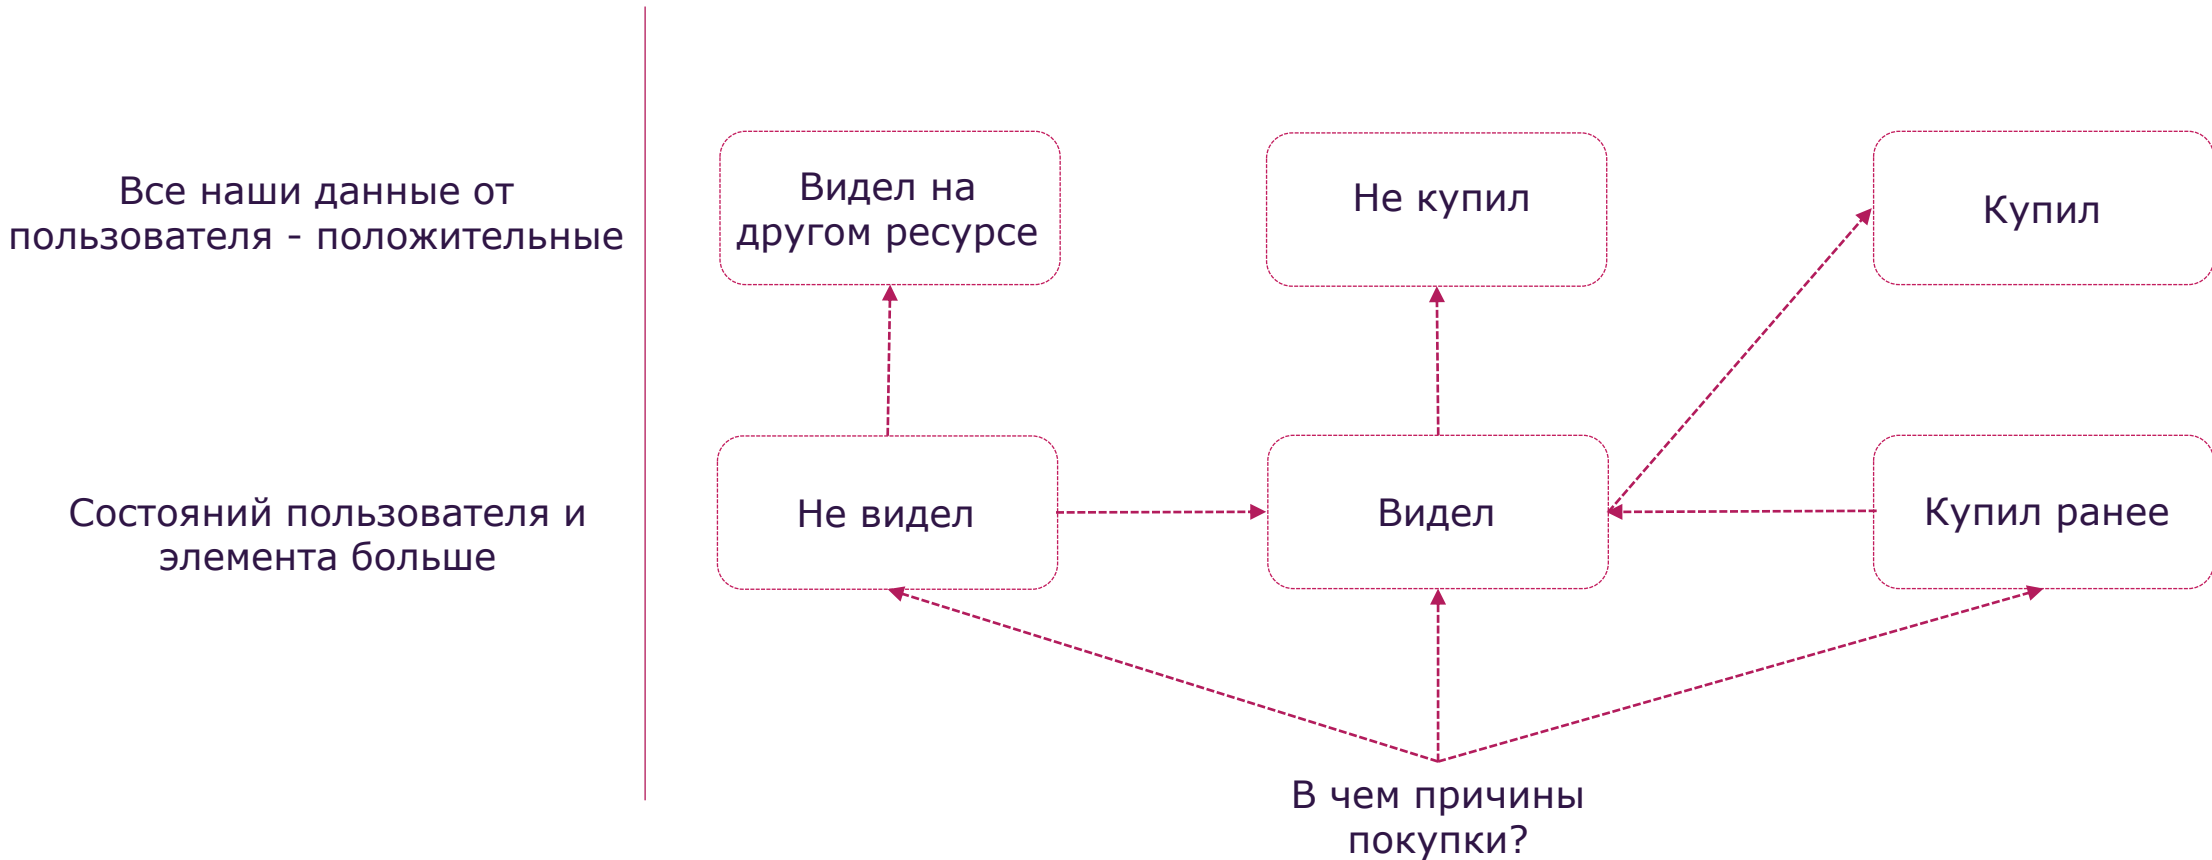 Все наши данные от
пользователя - положительные
Состояний пользователя и
элемента больше
Видел на
другом ресурсе
Не купил
Купил
Не видел
Видел
Купил ранее
В чем причины
покупки?